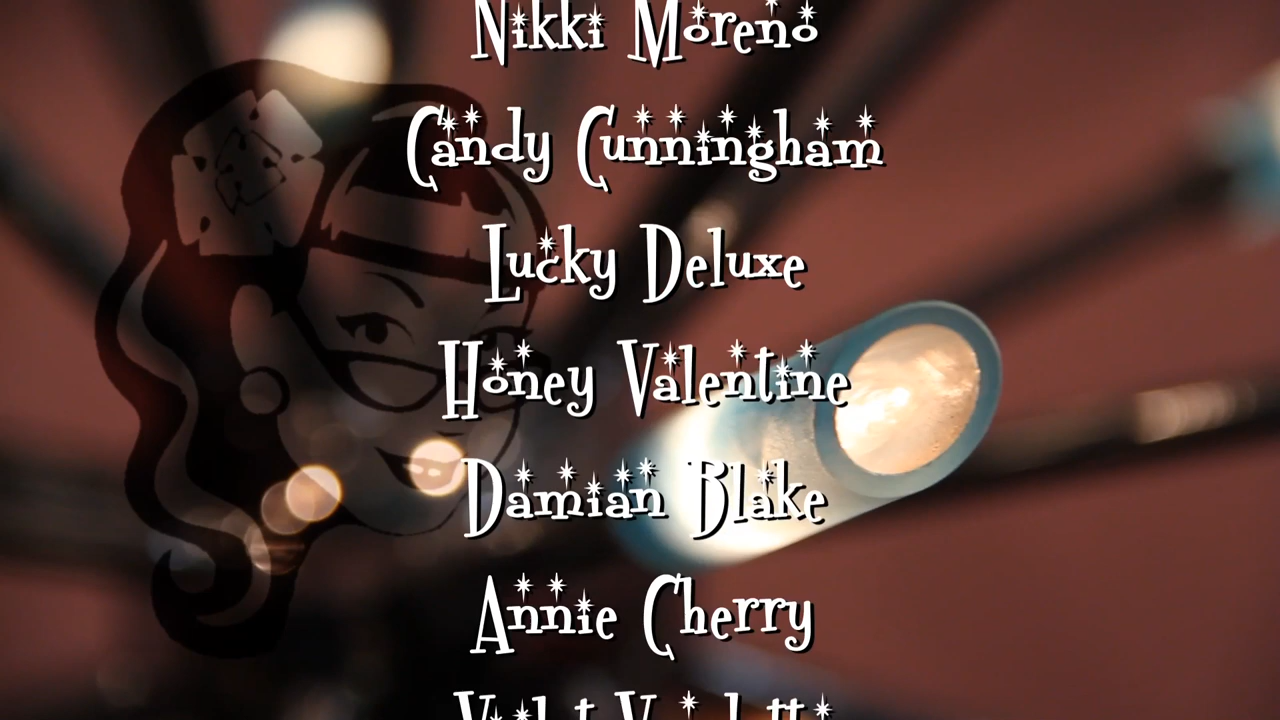 Nikki Moreno
Candy Cunningham
Lucky Deluxe
Honey Valentine
Damian Blake
Annie Cherry